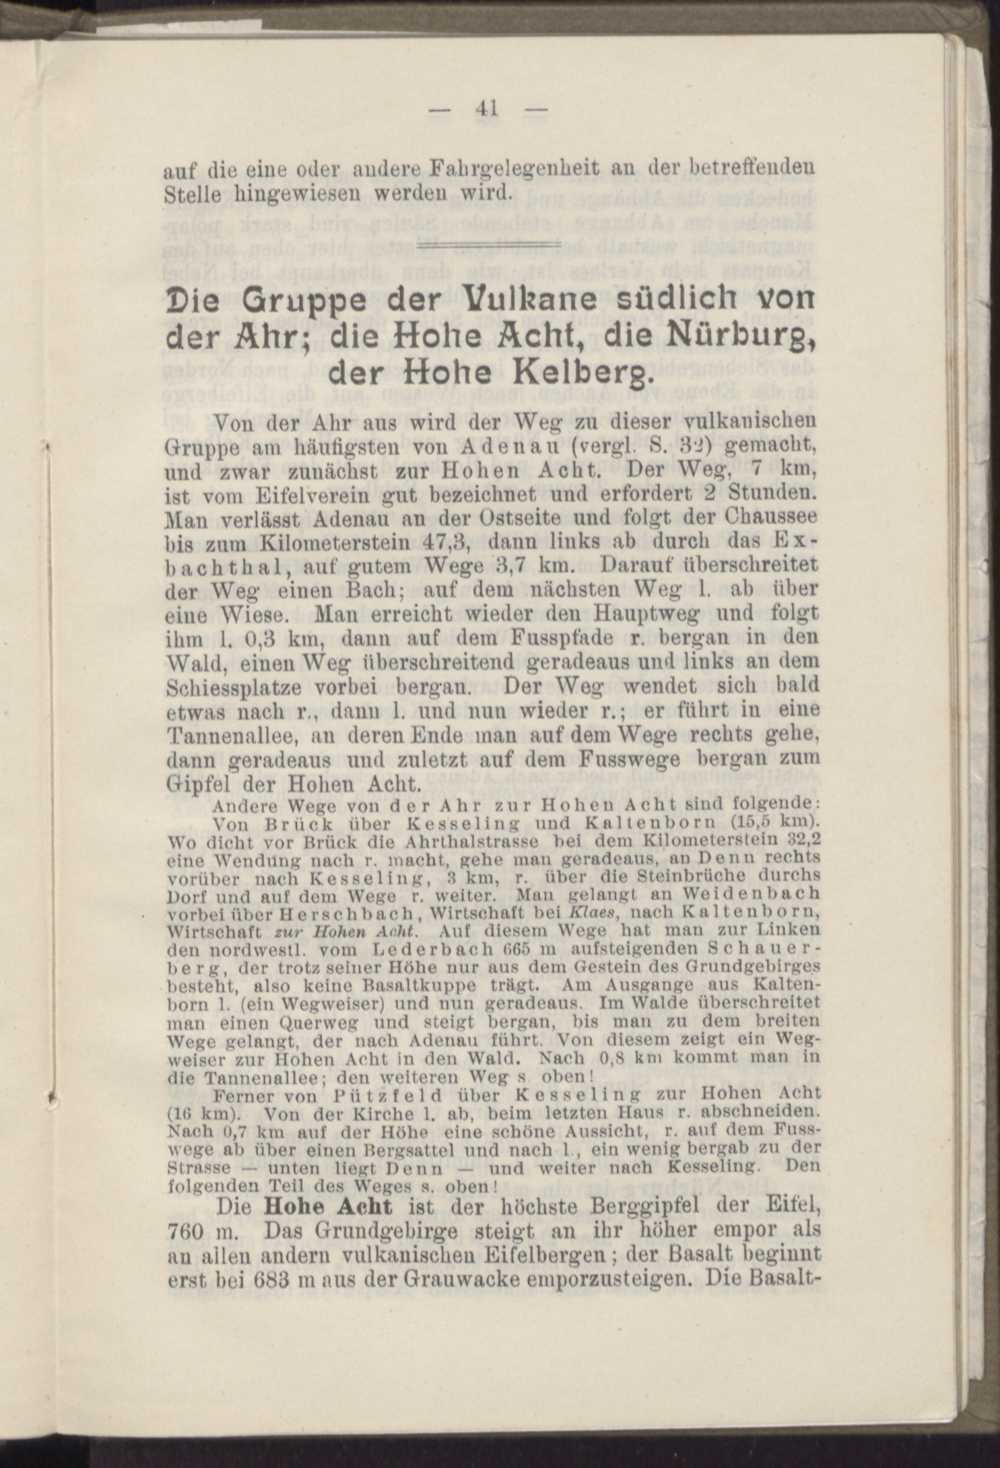 — 41 —
auf die eine oder andere Fahrgelegenheit an der betreffenden
Stelle hingewiesen werden wird.
Die Gruppe der Vulkane südlich von
der Ahr; die Hohe Acht, die Nürburg,
der Hohe Kelberg.
Von der Ahr aus wird der Weg zu dieser vulkanischen
Gruppe am häufigsten von Adenau (vergl. S. 32) gemacht,
und zwar zunächst zur Hohen Acht. Der Weg, 7 km,
ist vom Eifelverein gut bezeichnet und erfordert 2 Stunden.
Man verlässt Adenau an der Ostseite und folgt der Chaussee
bis zum Kilometerstein 47,3, dann links ab durch das Ex-
bachthal, auf gutem Wege 3,7 km. Darauf überschreitet
der Weg einen Bach; auf dem nächsten Weg l. ab über
eine Wiese. Man erreicht wieder den Hauptweg und folgt
ihm l. 0,3 km, dann auf dem Fusspfade r. bergan in den
Wald, einen Weg überschreitend geradeaus und links an dem
Schiessplatze vorbei bergan. Der Weg wendet sich bald
etwas nach r., dann l. und nun wieder r.; er führt in eine
Tannenallee, an deren Ende man auf dem Wege rechts gehe,
dann geradeaus und zuletzt auf dem Fusswege bergan zum
Gipfel der Hohen Acht.
Andere Wege von der Ahr zur Hohen Acht sind folgende:
Von Brück über Kesseling und Kaltenborn (15,5 km).
Wo dicht vor Brück die Ahrthalstrasse bei dem Kilometerstein 32,2
eine Wendung nach r. macht, gehe man geradeaus, an Denn rechts
vorüber nach Kesseling, 3 km, r. über die Steinbrüche durchs
Dorf und auf dem Wege r. weiter. Man gelangt an Weidenbach
vorbei über Herschbach, Wirtschaft bei Klaes, nach Kaltenborn,
Wirtschaft zur Hohen Acht. Auf diesem Wege hat man zur Linken
den nordwestl. vom Lederbach 665 m aufsteigenden Schauer-
berg, der trotz seiner Höhe nur aus dem Gestein des Grundgebirges
besteht, also keine Basaltkuppe trägt. Am Ausgange aus Kalten-
born l. (ein Wegweiser) und nun geradeaus. Im Walde überschreitet
man einen Querweg und steigt bergan, bis man zu dem breiten
Wege gelangt, der nach Adenau führt. Von diesem zeigt ein Weg-
weiser zur Hohen Acht in den Wald. Nach 0,8 km kommt man in
die Tannenallee; den weiteren Weg s oben!
Ferner von Pützfeld über Kesseling zur Hohen Acht
(16 km). Von der Kirche l. ab, beim letzten Haus r. abschneiden.
Nach 0,7 km auf der Höhe eine schöne Aussicht, r. auf dem Fuss-
wege ab über einen Bergsattel und nach l., ein wenig bergab zu der
Strasse — unten liegt Denn — und weiter nach Kesseling. Den
folgenden Teil des Weges s. oben!
Die Hohe Acht ist der höchste Berggipfel der Eifel,
760 m. Das Grundgebirge steigt an ihr höher empor als
an allen andern vulkanischen Eifelbergen; der Basalt beginnt
erst bei 683 m aus der Grauwacke emporzusteigen. Die Basalt-